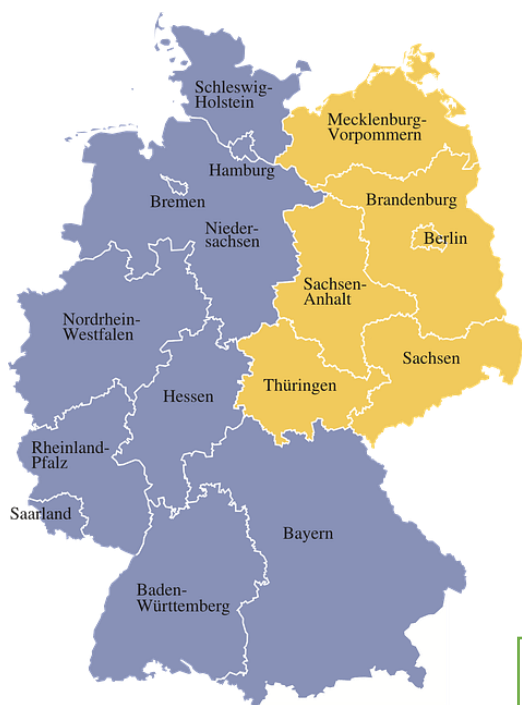 Schleswig-
Holstein
Mecklenburg-
Vorpommern
Hamburg
Bremen
Brandenburg
Nieder-
sachsen
Berlin
Sachsen-
Anhalt
Nordrhein-
Westfalen
Sachsen
Thüringen
Hessen
Rheinland-
Pfalz
Saarland
Bayern
Baden-
Württemberg